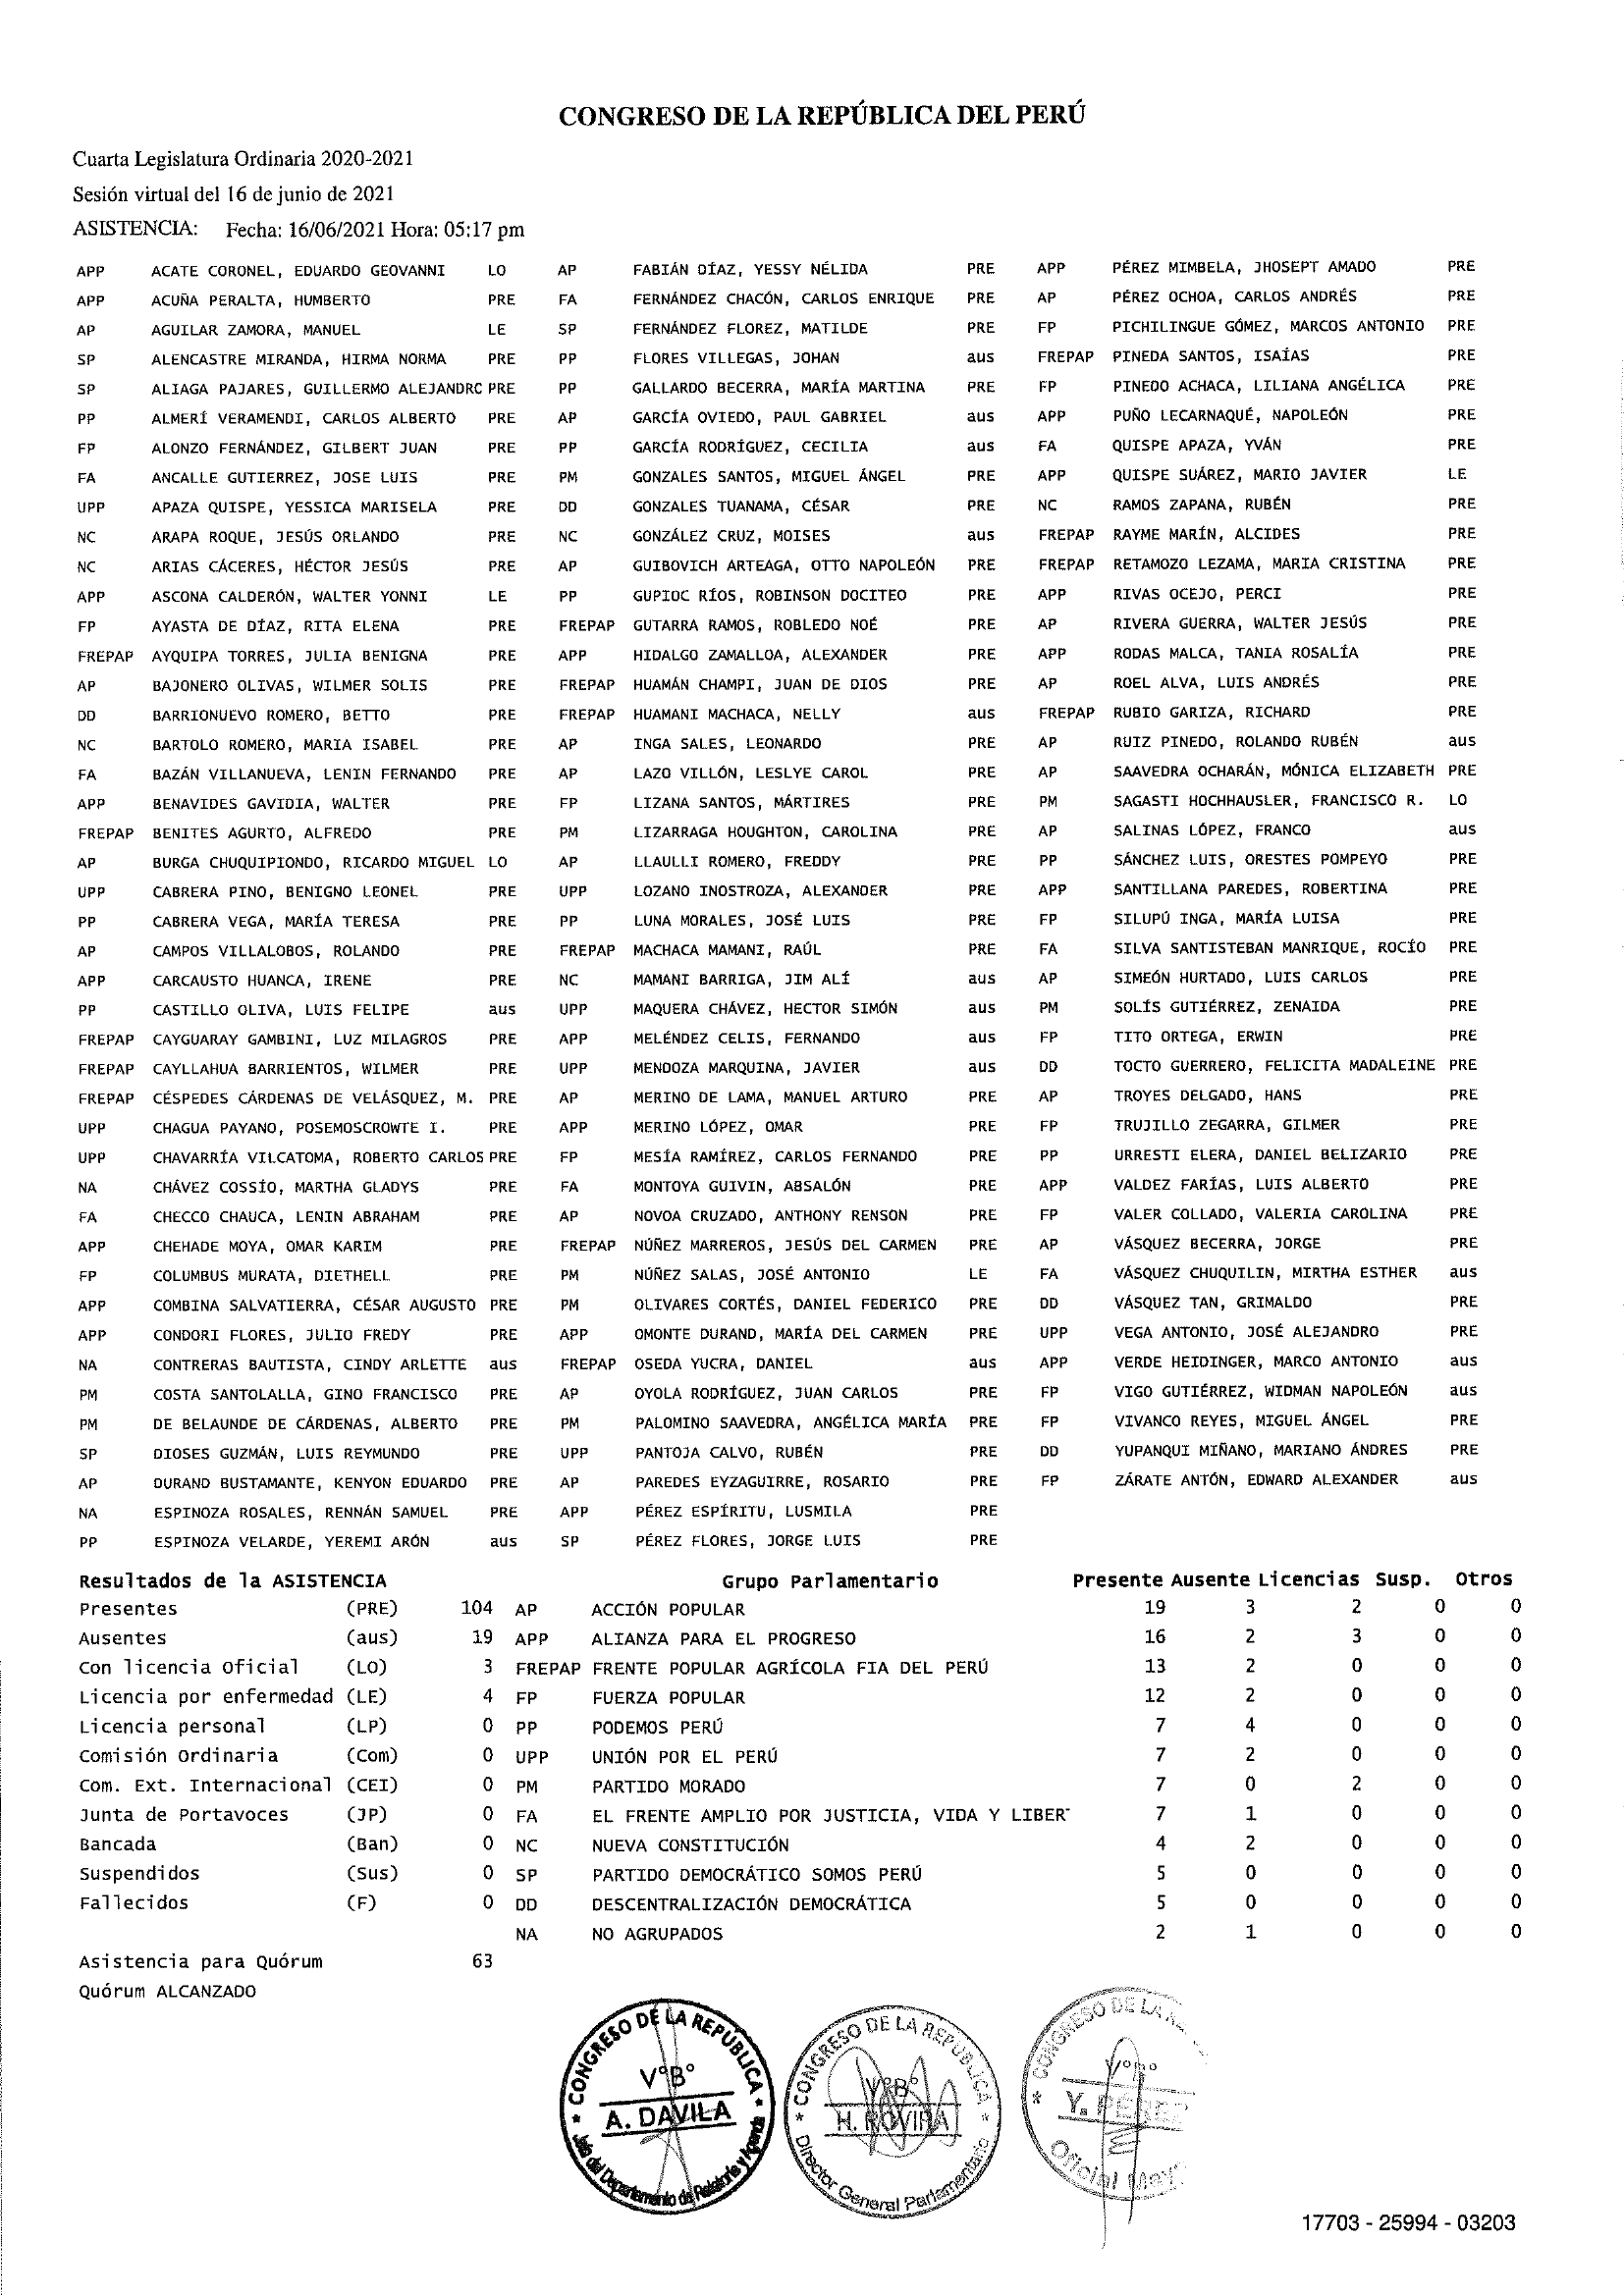 CONGRESO DE LA REPÚBLICA DEL PERÚ
Cuarta Legislatura Ordinaria 2020-2021
Sesión virtual del 16 de junio de 2021
ASISTENCIA: Fecha: 16/06/2021 Hora: 05:17 pm
APP ACATE CORONEL, EDUARDO GEOVANNI LO AP FABIÁN DÍAZ, YESSY NÉLIDA PRE APP PÉREZ MIMBELA, JHOSEPT AMADO PRE
APP ACUÑA PERALTA, HUMBERTO PRE FA FERNÁNDEZ CHACÓN, CARLOS ENRIQUE PRE AP PÉREZ OCHOA, CARLOS ANDRÉS PRE
AP AGUILAR ZAMORA, MANUEL LE SP FERNÁNDEZ FLOREZ, MATILDE PRE FP PICHILINGUE GÓMEZ, MARCOS ANTONIO PRE
SP ALENCASTRE MIRANDA, HIRMA NORMA PRE PP FLORES VILLEGAS, JOHAN aus FREPAP PINEDA SANTOS, ISAÍAS PRE
SP ALIAGA PAJARES, GUILLERMO ALEJANDRO PRE PP GALLARDO BECERRA, MARÍA MARTINA PRE FP PINEDO ACHACA, LILIANA ANGÉLICA PRE
PP ALMERÍ VERAMENDI, CARLOS ALBERTO PRE AP GARCÍA OVIEDO, PAUL GABRIEL aus APP PUÑO LECARNAQUÉ, NAPOLEÓN PRE
FP ALONZO FERNÁNDEZ, GILBERT JUAN PRE PP GARCÍA RODRÍGUEZ, CECILIA aus FA QUISPE APAZA, YVÁN PRE
FA ANCALLE GUTIERREZ, JOSE LUIS PRE PM GONZALES SANTOS, MIGUEL ÁNGEL PRE APP QUISPE SUÁREZ, MARIO JAVIER LE
UPP APAZA QUISPE, YESSICA MARISELA PRE DD GONZALES TUANAMA, CÉSAR PRE NC RAMOS ZAPANA, RUBÉN PRE
NC ARAPA ROQUE, JESÚS ORLANDO PRE NC GONZÁLEZ CRUZ, MOISES aus FREPAP RAYME MARÍN, ALCIDES PRE
NC ARIAS CÁCERES, HÉCTOR JESÚS PRE AP GUIBOVICH ARTEAGA, OTTO NAPOLEÓN PRE FREPAP RETAMOZO LEZAMA, MARIA CRISTINA PRE
APP ASCONA CALDERÓN, WALTER YONNI LE PP GUPIOC RÍOS, ROBINSON DOCITEO PRE APP RIVAS OCEJO, PERCI PRE
FP AYASTA DE DÍAZ, RITA ELENA PRE FREPAP GUTARRA RAMOS, ROBLEDO NOÉ PRE AP RIVERA GUERRA, WALTER JESÚS PRE
FREPAP AYQUIPA TORRES, JULIA BENIGNA PRE APP HIDALGO ZAMALLOA, ALEXANDER PRE APP RODAS MALCA, TANIA ROSALÍA PRE
AP BAJONERO OLIVAS, WILMER SOLIS PRE FREPAP HUAMÁN CHAMPI, JUAN DE DIOS PRE AP ROEL ALVA, LUIS ANDRÉS PRE
DD BARRIONUEVO ROMERO, BETTO PRE FREPAP HUAMANI MACHACA, NELLY aus FREPAP RUBIO GARIZA, RICHARD PRE
NC BARTOLO ROMERO, MARIA ISABEL PRE AP INGA SALES, LEONARDO PRE AP RUIZ PINEDO, ROLANDO RUBÉN aus
FA BAZÁN VILLANUEVA, LENIN FERNANDO PRE AP LAZO VILLÓN, LESLYE CAROL PRE AP SAAVEDRA OCHARÁN, MÓNICA ELIZABETH PRE
APP BENAVIDES GAVIDIA, WALTER PRE FP LIZANA SANTOS, MÁRTIRES PRE PM SAGASTI HOCHHAUSLER, FRANCISCO R. LO
FREPAP BENITES AGURTO, ALFREDO PRE PM LIZARRAGA HOUGHTON, CAROLINA PRE AP SALINAS LÓPEZ, FRANCO aus
AP BURGA CHUQUIPIONDO, RICARDO MIGUEL LO AP LLAULLI ROMERO, FREDDY PRE PP SÁNCHEZ LUIS, ORESTES POMPEYO PRE
UPP CABRERA PINO, BENIGNO LEONEL PRE UPP LOZANO INOSTROZA, ALEXANDER PRE APP SANTILLANA PAREDES, ROBERTINA PRE
PP CABRERA VEGA, MARÍA TERESA PRE PP LUNA MORALES, JOSÉ LUIS PRE FP SILUPÚ INGA, MARÍA LUISA PRE
AP CAMPOS VILLALOBOS, ROLANDO PRE FREPAP MACHACA MAMANI, RAÚL PRE FA SILVA SANTISTEBAN MANRIQUE, ROCÍO PRE
APP CARCAUSTO HUANCA, IRENE PRE NC MAMANI BARRIGA, JIM ALÍ aus AP SIMEÓN HURTADO, LUIS CARLOS PRE
PP CASTILLO OLIVA, LUIS FELIPE aus UPP MAQUERA CHÁVEZ, HECTOR SIMÓN aus PM SOLÍS GUTIÉRREZ, ZENAIDA PRE
FREPAP CAYGUARAY GAMBINI, LUZ MILAGROS PRE APP MELÉNDEZ CELIS, FERNANDO aus FP TITO ORTEGA, ERWIN PRE
FREPAP CAYLLAHUA BARRIENTOS, WILMER PRE UPP MENDOZA MARQUINA, JAVIER aus DD TOCTO GUERRERO, FELICITA MADALEINE PRE
FREPAP CÉSPEDES CÁRDENAS DE VELÁSQUEZ, M. PRE AP MERINO DE LAMA, MANUEL ARTURO PRE AP TROYES DELGADO, HANS PRE
UPP CHAGUA PAYANO, POSEMOSCROWTE I. PRE APP MERINO LÓPEZ, OMAR PRE FP TRUJILLO ZEGARRA, GILMER PRE
UPP CHAVARRÍA VILCATOMA, ROBERTO CARLOS PRE FP MESÍA RAMÍREZ, CARLOS FERNANDO PRE PP URRESTI ELERA, DANIEL BELIZARIO PRE
NA CHÁVEZ COSSÍO, MARTHA GLADYS PRE FA MONTOYA GUIVIN, ABSALÓN PRE APP VALDEZ FARÍAS, LUIS ALBERTO PRE
FA CHECCO CHAUCA, LENIN ABRAHAM PRE AP NOVOA CRUZADO, ANTHONY RENSON PRE FP VALER COLLADO, VALERIA CAROLINA PRE
APP CHEHADE MOYA, OMAR KARIM PRE FREPAP NÚÑEZ MARREROS, JESÚS DEL CARMEN PRE AP VÁSQUEZ BECERRA, JORGE PRE
FP COLUMBUS MURATA, DIETHELL PRE PM NÚÑEZ SALAS, JOSÉ ANTONIO LE FA VÁSQUEZ CHUQUILIN, MIRTHA ESTHER aus
APP COMBINA SALVATIERRA, CÉSAR AUGUSTO PRE PM OLIVARES CORTÉS, DANIEL FEDERICO PRE DD VÁSQUEZ TAN, GRIMALDO PRE
APP CONDORI FLORES, JULIO FREDY PRE APP OMONTE DURAND, MARÍA DEL CARMEN PRE UPP VEGA ANTONIO, JOSÉ ALEJANDRO PRE
NA CONTRERAS BAUTISTA, CINDY ARLETTE aus FREPAP OSEDA YUCRA, DANIEL aus APP VERDE HEIDINGER, MARCO ANTONIO aus
PM COSTA SANTOLALLA, GINO FRANCISCO PRE AP OYOLA RODRÍGUEZ, JUAN CARLOS PRE FP VIGO GUTIÉRREZ, WIDMAN NAPOLEÓN aus
PM DE BELAUNDE DE CÁRDENAS, ALBERTO PRE PM PALOMINO SAAVEDRA, ANGÉLICA MARÍA PRE FP VIVANCO REYES, MIGUEL ÁNGEL PRE
SP DIOSES GUZMÁN, LUIS REYMUNDO PRE UPP PANTOJA CALVO, RUBÉN PRE DD YUPANQUI MIÑANO, MARIANO ÁNDRES PRE
AP DURAND BUSTAMANTE, KENYON EDUARDO PRE AP PAREDES EYZAGUIRRE, ROSARIO PRE FP ZÁRATE ANTÓN, EDWARD ALEXANDER aus
NA ESPINOZA ROSALES, RENNÁN SAMUEL PRE APP PÉREZ ESPÍRITU, LUSMILA PRE
PP ESPINOZA VELARDE, YEREMI ARÓN aus SP PÉREZ FLORES, JORGE LUIS PRE
Resultados de la ASISTENCIA Grupo Parlamentario Presente Ausente Licencias Susp. Otros
Presentes (PRE) 104 AP ACCIÓN POPULAR 19 3 2 0 0
Ausentes (aus) 19 APP ALIANZA PARA EL PROGRESO 16 2 3 0 0
Con licencia Oficial (LO) 3 FREPAP FRENTE POPULAR AGRÍCOLA FIA DEL PERÚ 13 2 0 0 0
Licencia por enfermedad (LE) 4 FP FUERZA POPULAR 12 2 0 0 0
Licencia personal (LP) 0 PP PODEMOS PERÚ 7 4 0 0 0
Comisión Ordinaria (Com) 0 UPP UNIÓN POR EL PERÚ 7 2 0 0 0
Com. Ext. Internacional (CEI) 0 PM PARTIDO MORADO 7 0 2 0 0
Junta de Portavoces (JP) 0 FA EL FRENTE AMPLIO POR JUSTICIA, VIDA Y LIBERT 7 1 0 0 0
Bancada (Ban) 0 NC NUEVA CONSTITUCIÓN 4 2 0 0 0
Suspendidos (Sus) 0 SP PARTIDO DEMOCRÁTICO SOMOS PERÚ 5 0 0 0 0
Fallecidos (F) 0 DD DESCENTRALIZACIÓN DEMOCRÁTICA 5 0 0 0 0
NA NO AGRUPADOS 2 1 0 0 0
Asistencia para Quórum 63
Quórum ALCANZADO
CONGRESO DE LA REPÚBLICA
V°B°
A. DAVILA
Jefe del Departamento de Relatoría y Agenda
CONGRESO DE LA REPÚBLICA
V°B°
H. ROVIRA
Director General Parlamentario
CONGRESO DE LA
V°B°
Y. PÉREZ
Oficial May
17703 - 25994 - 03203